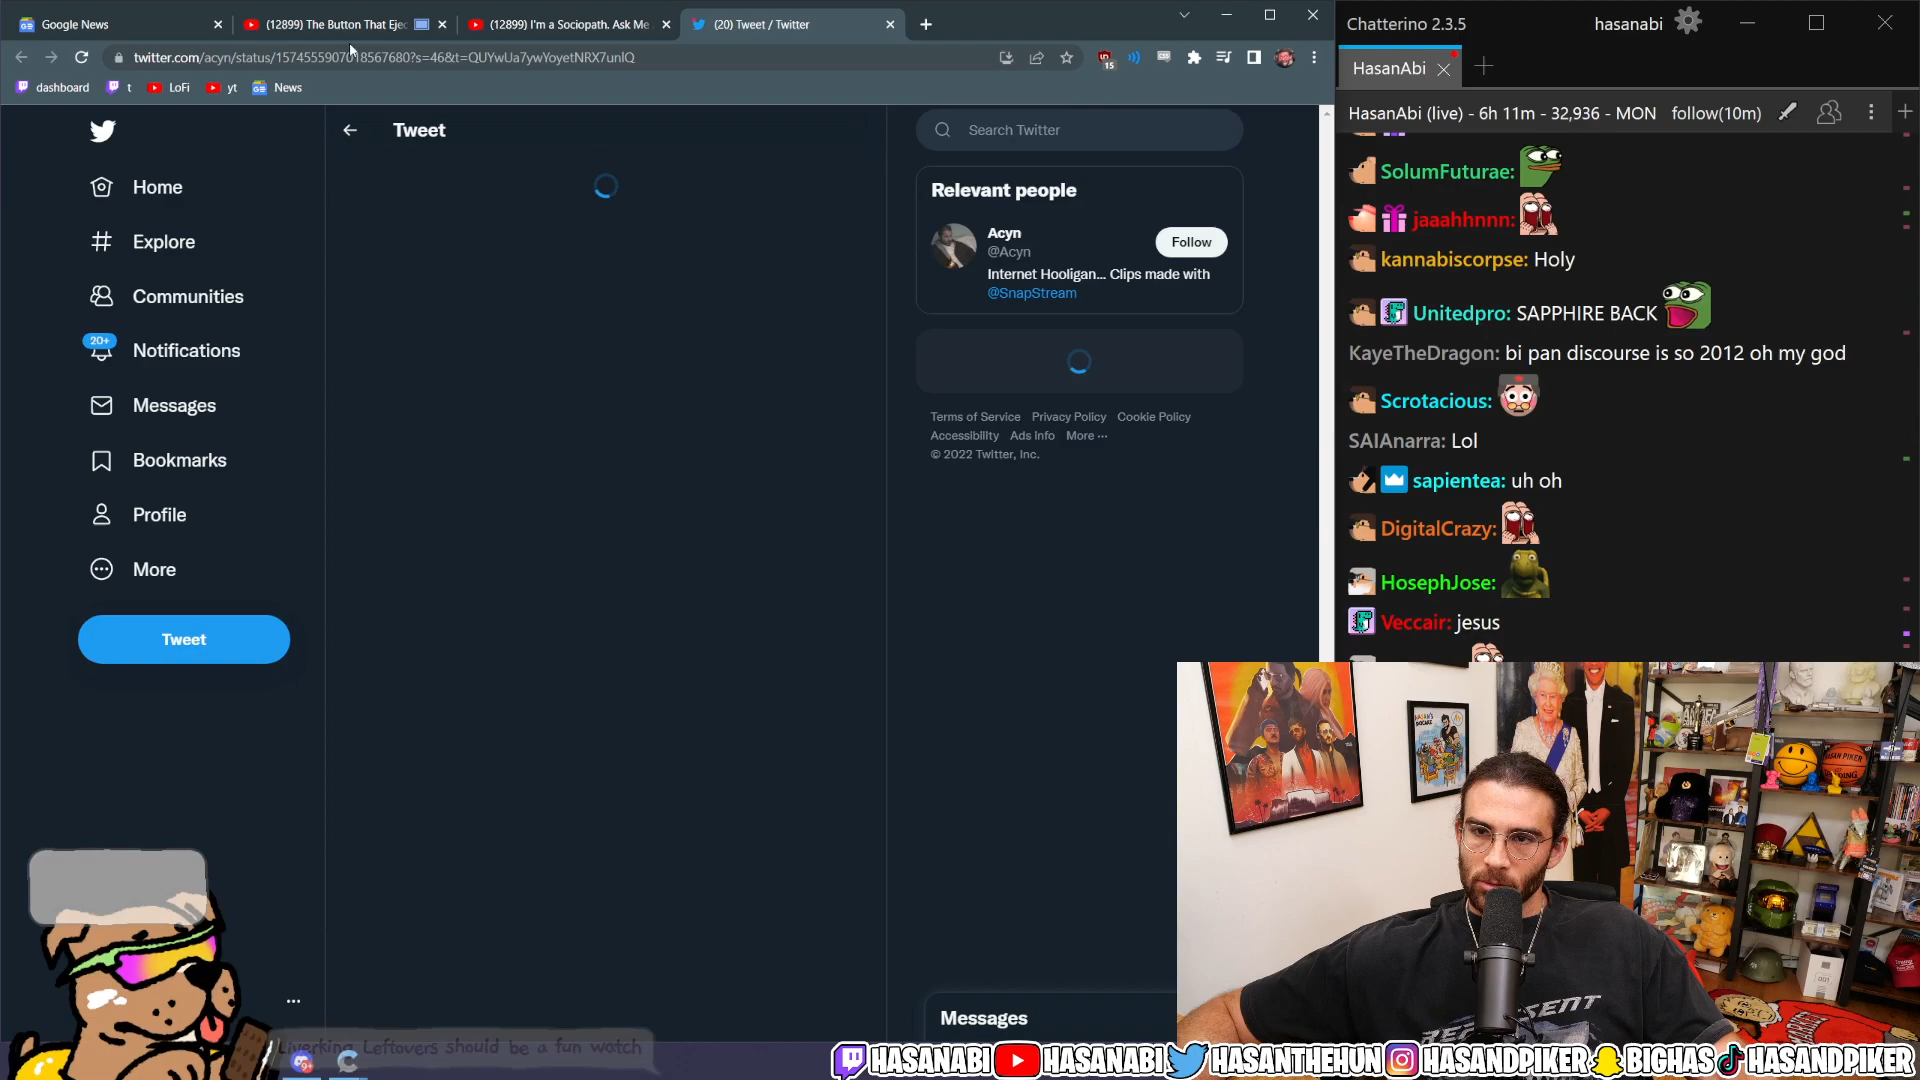 Google News
(12899) The Button That Ejec
(12899) I'm a Sociopath. Ask Me
(20) Tweet / Twitter
twitter.com/acyn/status/1574555907018567680?s=46&t=QUYwUa7ywYoyetNRX7unlQ
15
dashboard
t
LoFi
yt
News
Home
Explore
Communities
20+
Notifications
Messages
Bookmarks
Profile
More
Tweet
Tweet
Search Twitter
Relevant people
Acyn
@Acyn
Follow
Internet Hooligan... Clips made with
@SnapStream
Terms of Service Privacy Policy Cookie Policy
Accessibility Ads info More ···
© 2022 Twitter, Inc.
Messages
Chatterino 2.3.5
hasanabi
HasanAbi
HasanAbi (live) - 6h 11m - 32,936 - MON follow(10m)
SolumFuturae:
jaaahhnnn:
kannabiscorpse: Holy
Unitedpro: SAPPHIRE BACK
KayeTheDragon: bi pan discourse is so 2012 oh my god
Scrotacious:
SAIAnarra: Lol
sapientea: uh oh
DigitalCrazy:
HosephJose:
Veccair: jesus
Leftovers should be a fun watch
HASANABI HASANABI HASANTHEHUN HASANDPIKER BIGHAS HASANDPIKER